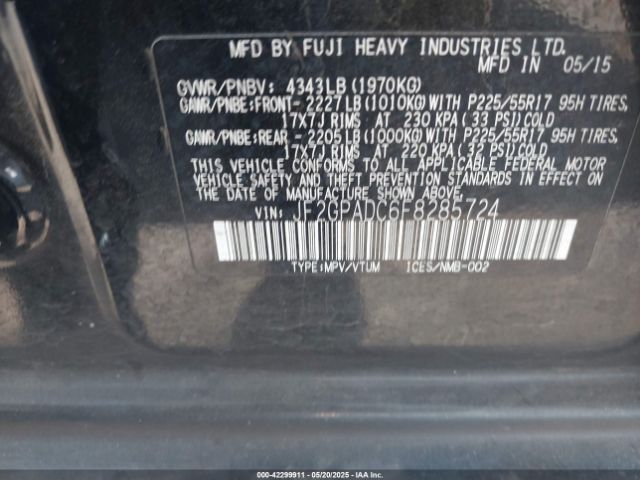 MFD BY FUJI HEAVY INDUSTRIES LTD.
MFD IN 05/15
GVWR/PNBV: 4343LB(1970KG)
GAWR/PNBE:FRONT- 2227LB(1010KG) WITH P225/55R17 95H TIRES,
17X7J RIMS AT 230 KPA(33 PSI)COLD
GAWR/PNBE:REAR - 2205LB(1000KG) WITH P225/55R17 95H TIRES,
17X7J RIMS AT 220 KPA(32 PSI)COLD
THIS VEHICLE CONFORMS TO ALL APPLICABLE FEDERAL MOTOR
VEHICLE SAFETY AND THEFT PREVENTION STANDARDS IN EFFECT ON
THE DATE OF MANUFACTURE SHOWN ABOVE.
VIN: JF2GPADC6F8285724
TYPE:MPV/VTUM ICES/NMB-002
000-42299911 - 05/20/2025 - IAAI.COM